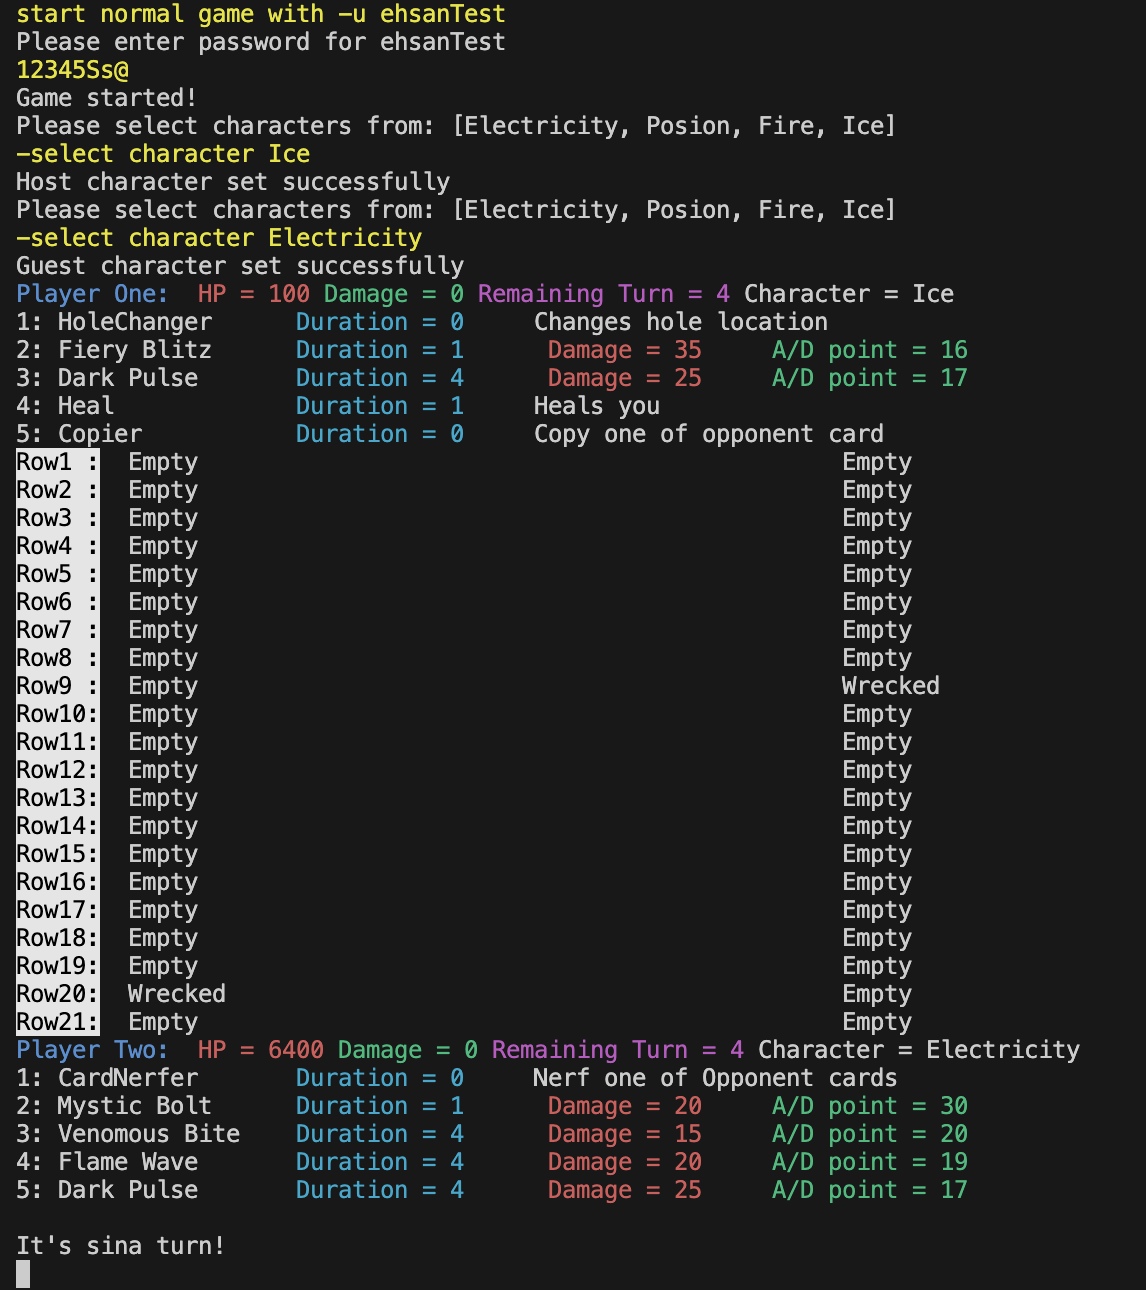 start normal game with -u ehsanTest
Please enter password for ehsanTest
12345Ss@
Game started!
Please select characters from: [Electricity, Posion, Fire, Ice]
-select character Ice
Host character set successfully
Please select characters from: [Electricity, Posion, Fire, Ice]
-select character Electricity
Guest character set successfully
Player One:  HP = 100 Damage = 0 Remaining Turn = 4 Character = Ice
1: HoleChanger      Duration = 0     Changes hole location
2: Fiery Blitz      Duration = 1      Damage = 35     A/D point = 16
3: Dark Pulse       Duration = 4      Damage = 25     A/D point = 17
4: Heal             Duration = 1     Heals you
5: Copier           Duration = 0     Copy one of opponent card
Row1 :  Empty                                              Empty
Row2 :  Empty                                              Empty
Row3 :  Empty                                              Empty
Row4 :  Empty                                              Empty
Row5 :  Empty                                              Empty
Row6 :  Empty                                              Empty
Row7 :  Empty                                              Empty
Row8 :  Empty                                              Empty
Row9 :  Empty                                              Wrecked
Row10:  Empty                                              Empty
Row11:  Empty                                              Empty
Row12:  Empty                                              Empty
Row13:  Empty                                              Empty
Row14:  Empty                                              Empty
Row15:  Empty                                              Empty
Row16:  Empty                                              Empty
Row17:  Empty                                              Empty
Row18:  Empty                                              Empty
Row19:  Empty                                              Empty
Row20:  Wrecked                                            Empty
Row21:  Empty                                              Empty
Player Two:  HP = 6400 Damage = 0 Remaining Turn = 4 Character = Electricity
1: CardNerfer       Duration = 0     Nerf one of Opponent cards
2: Mystic Bolt      Duration = 1      Damage = 20     A/D point = 30
3: Venomous Bite    Duration = 4      Damage = 15     A/D point = 20
4: Flame Wave       Duration = 4      Damage = 20     A/D point = 19
5: Dark Pulse       Duration = 4      Damage = 25     A/D point = 17
It's sina turn!